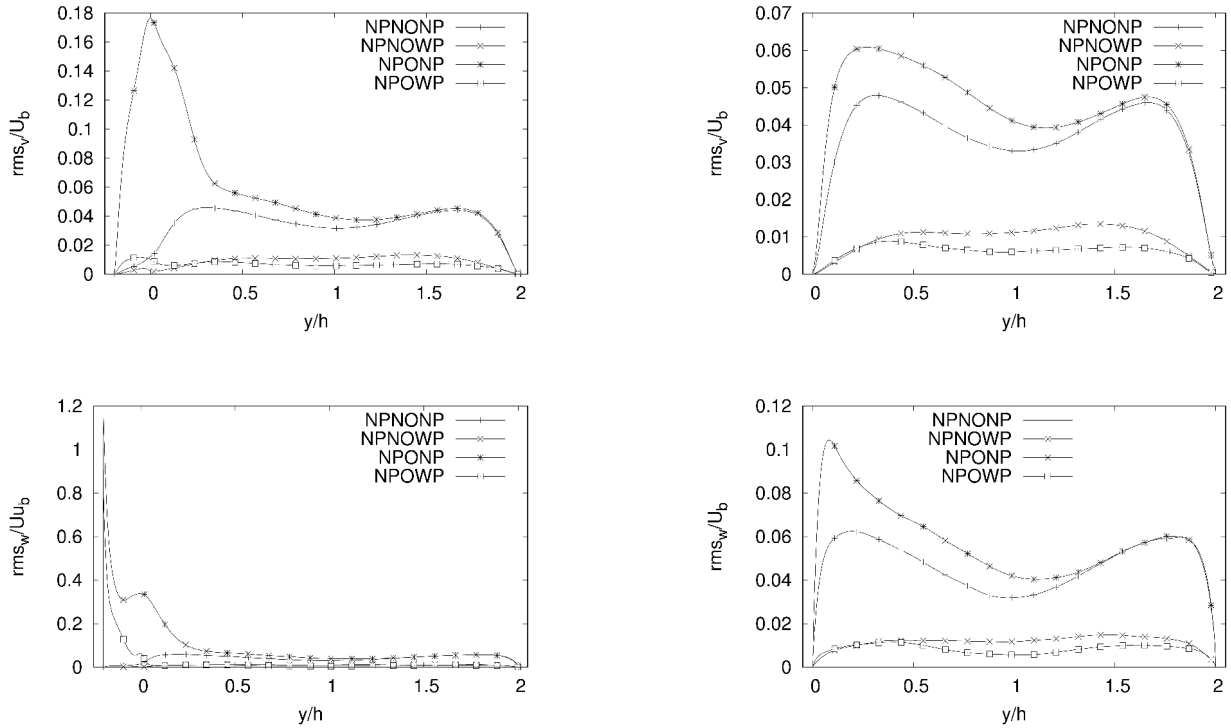 0.18
0.16
0.14
0.12
0.1
0.08
0.06
0.04
0.02
0
rms_v/U_b
NPNONP
NPNOWP
NPONP
NPOWP
0 0.5 1 1.5 2
y/h
0.07
0.06
0.05
0.04
0.03
0.02
0.01
0
rms_v/U_b
NPNONP
NPNOWP
NPONP
NPOWP
0 0.5 1 1.5 2
y/h
1.2
1
0.8
0.6
0.4
0.2
0
rms_w/Uu_b
NPNONP
NPNOWP
NPONP
NPOWP
0 0.5 1 1.5 2
y/h
0.12
0.1
0.08
0.06
0.04
0.02
0
rms_w/U_b
NPNONP
NPNOWP
NPONP
NPOWP
0 0.5 1 1.5 2
y/h